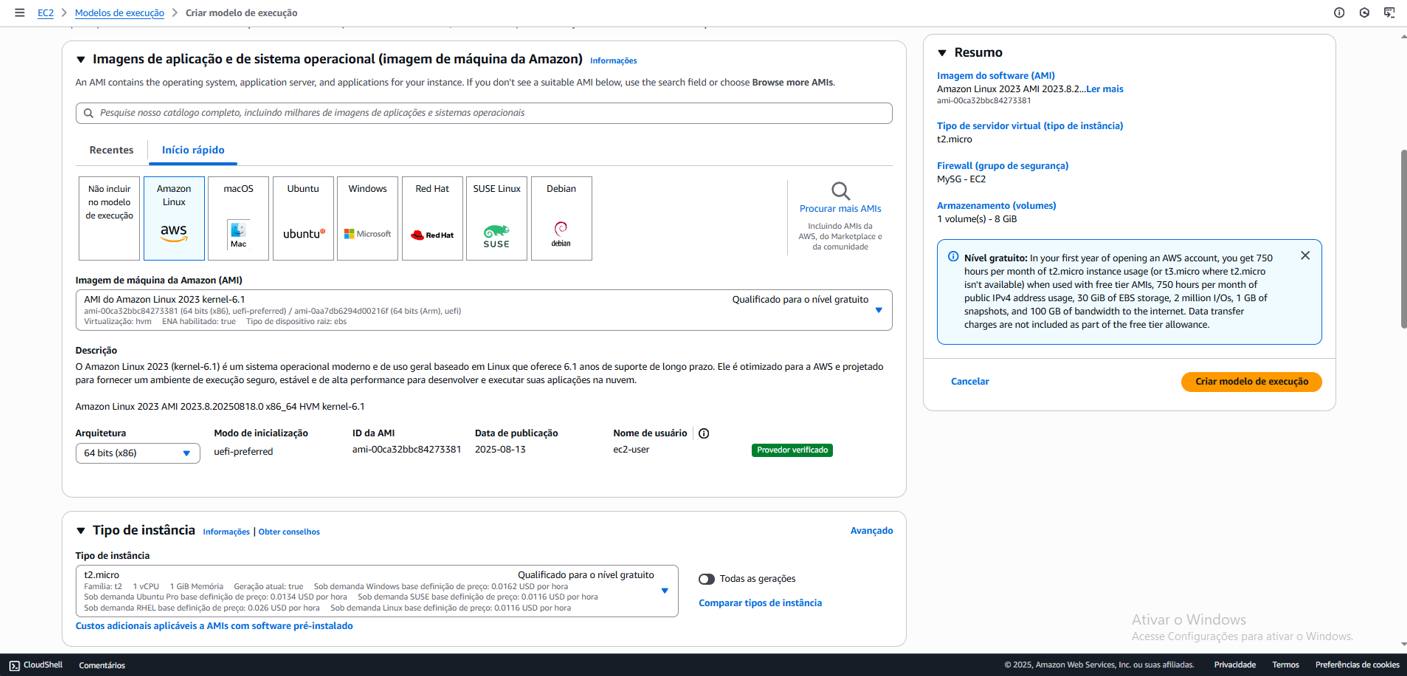 EC2 > Modelos de execução > Criar modelo de execução
Imagens de aplicação e de sistema operacional (imagem de máquina da Amazon) Informações
An AMI contains the operating system, application server, and applications for your instance. If you don't see a suitable AMI below, use the search field or choose Browse more AMIs.
Pesquise nosso catálogo completo, incluindo milhares de imagens de aplicações e sistemas operacionais
Recentes
Início rápido
Não incluir
no modelo
de execução
Amazon
Linux
aws
macOS
Mac
Ubuntu
ubuntu
Windows
Microsoft
Red Hat
Red Hat
SUSE Linux
SUSE
Debian
debian
Procurar mais AMIs
Incluindo AMIs da
AWS, do Marketplace e
da comunidade
Imagem de máquina da Amazon (AMI)
AMI do Amazon Linux 2023 kernel-6.1 Qualificado para o nível gratuito
ami-00ca32bbc84273381 (64 bits (x86), uefi-preferred) / ami-0aa7db6294d00216f (64 bits (Arm), uefi)
Virtualização: hvm ENA habilitado: true Tipo de dispositivo raiz: ebs
Descrição
O Amazon Linux 2023 (kernel-6.1) é um sistema operacional moderno e de uso geral baseado em Linux que oferece 6.1 anos de suporte de longo prazo. Ele é otimizado para a AWS e projetado
para fornecer um ambiente de execução seguro, estável e de alta performance para desenvolver e executar suas aplicações na nuvem.
Amazon Linux 2023 AMI 2023.8.20250818.0 x86_64 HVM kernel-6.1
Arquitetura
64 bits (x86)
Modo de inicialização
uefi-preferred
ID da AMI
ami-00ca32bbc84273381
Data de publicação
2025-08-13
Nome de usuário
ec2-user
Provedor verificado
Tipo de instância Informações | Obter conselhos
Avançado
Tipo de instância
t2.micro Qualificado para o nível gratuito
Família: t2 1 vCPU 1 GiB Memória Geração atual: true Sob demanda Windows base definição de preço: 0.0162 USD por hora
Sob demanda Ubuntu Pro base definição de preço: 0.0134 USD por hora Sob demanda SUSE base definição de preço: 0.0116 USD por hora
Sob demanda RHEL base definição de preço: 0.026 USD por hora Sob demanda Linux base definição de preço: 0.0116 USD por hora
Todas as gerações
Comparar tipos de instância
Custos adicionais aplicáveis a AMIs com software pré-instalado
Resumo
Imagem do software (AMI)
Amazon Linux 2023 AMI 2023.8.2...Ler mais
ami-00ca32bbc84273381
Tipo de servidor virtual (tipo de instância)
t2.micro
Firewall (grupo de segurança)
MySG - EC2
Armazenamento (volumes)
1 volume(s) - 8 GiB
Nível gratuito: In your first year of opening an AWS account, you get 750
hours per month of t2.micro instance usage (or t3.micro where t2.micro
isn't available) when used with free tier AMIs, 750 hours per month of
public IPv4 address usage, 30 GiB of EBS storage, 2 million I/Os, 1 GB of
snapshots, and 100 GB of bandwidth to the internet. Data transfer
charges are not included as part of the free tier allowance.
Cancelar
Criar modelo de execução
Ativar o Windows
Acesse Configurações para ativar o Windows.
CloudShell Comentários © 2025, Amazon Web Services, Inc. ou suas afiliadas. Privacidade Termos Preferências de cookies